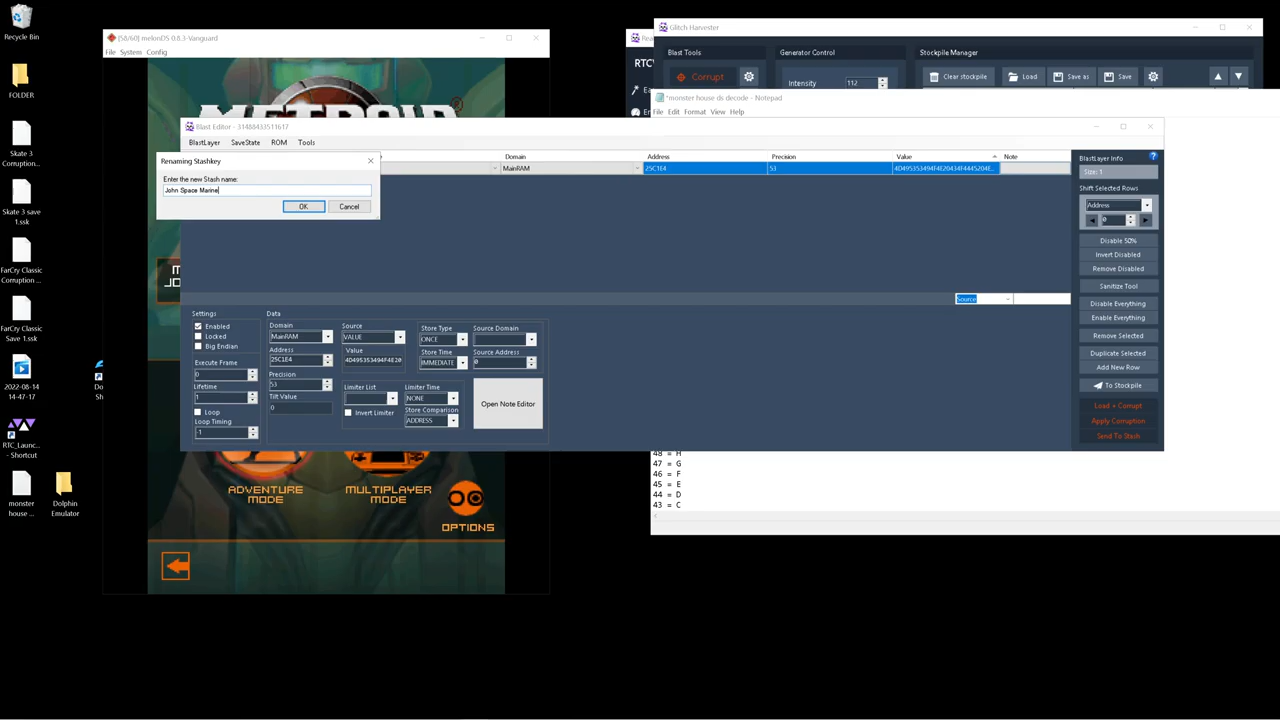 Recycle Bin
FOLDER
Skate 3
Corruption...
Skate 3 save
1.ssk
FarCry Classic
Corruption ...
FarCry Classic
Save 1.ssk
2022-08-14
14-47-17
Do
Sh
RTC_Launc...
- Shortcut
monster
house ...
Dolphin
Emulator
[58/60] melonDS 0.8.3-Vanguard
File System Config
METROID
ADVENTURE
MODE
MULTIPLAYER
MODE
OPTIONS
RTC
Glitch Harvester
Blast Tools
Generator Control
Stockpile Manager
Corrupt
Intensity
112
Clear stockpile
Load
Save as
Save
*monster house ds decode - Notepad
File Edit Format View Help
48 = H
47 = G
46 = F
45 = E
44 = D
43 = C
Blast Editor - 31488433511617
BlastLayer SaveState ROM Tools
Domain Address Precision Value Note
MainRAM 25C1E4 53 4D495353494F4E20434F4445204E...
Renaming Stashkey
Enter the new Stash name:
John Space Marine
OK Cancel
Source
Settings
Enabled
Locked
Big Endian
Execute Frame
0
Lifetime
1
Loop
Loop Timing
-1
Data
Domain
MainRAM
Address
25C1E4
Precision
53
Tilt Value
0
Source
VALUE
Value
4D495353494F4E20
Limiter List
Invert Limiter
Store Type
ONCE
Store Time
IMMEDIATE
Limiter Time
NONE
Store Comparison
ADDRESS
Source Domain
Source Address
0
Open Note Editor
BlastLayer Info
?
Size: 1
Shift Selected Rows
Address
0
Disable 50%
Invert Disabled
Remove Disabled
Sanitize Tool
Disable Everything
Enable Everything
Remove Selected
Duplicate Selected
Add New Row
To Stockpile
Load + Corrupt
Apply Corruption
Send To Stash